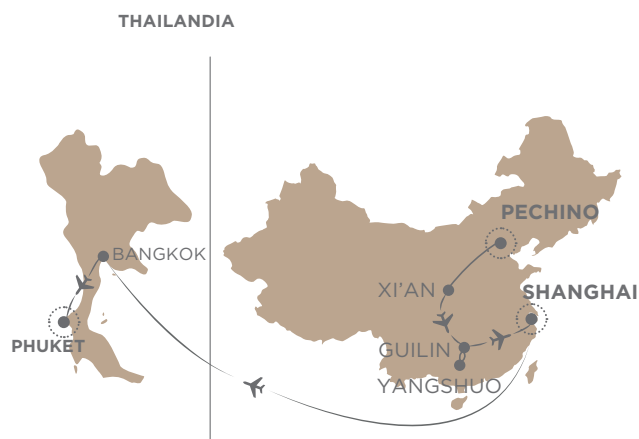 THAILANDIA
PECHINO
BANGKOK
XI'AN
SHANGHAI
PHUKET
GUILIN
YANGSHUO